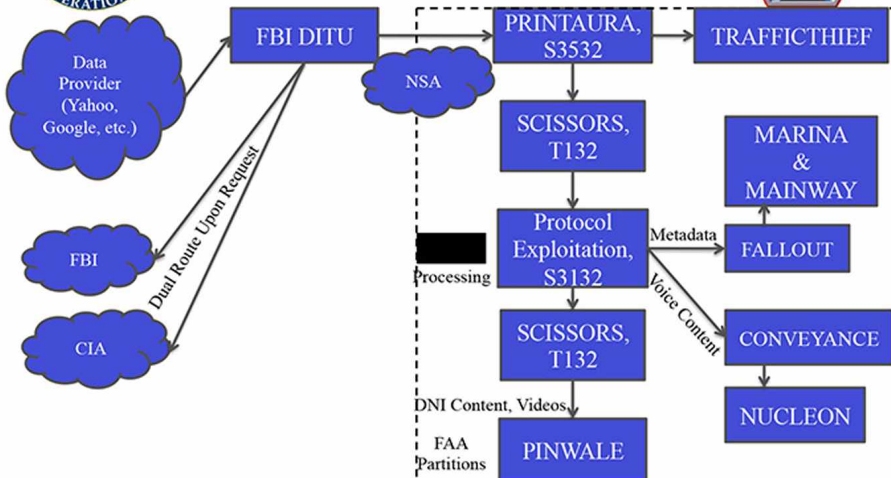 ERATION
Data
Provider
(Yahoo,
Google, etc.)
FBI DITU
NSA
PRINTAURA,
S3532
TRAFFICTHIEF
SCISSORS,
T132
MARINA
&
MAINWAY
Dual Route Upon Request
FBI
CIA
Processing
Protocol
Exploitation,
S3132
Metadata
FALLOUT
Voice Content
SCISSORS,
T132
CONVEYANCE
DNI Content, Videos
NUCLEON
FAA
Partitions
PINWALE